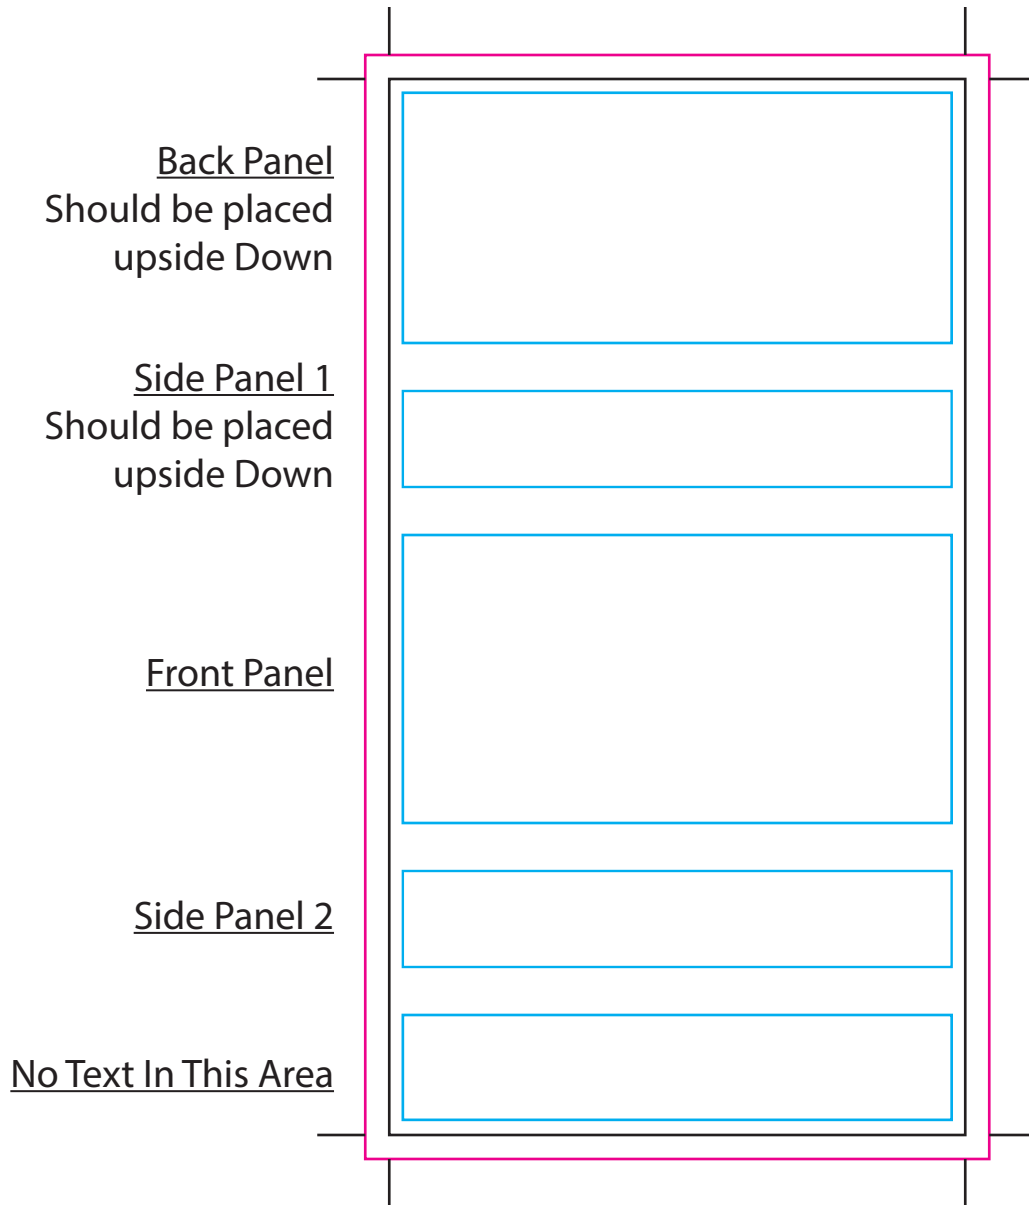 Back Panel
Should be placed
upside Down
Side Panel 1
Should be placed
upside Down
Front Panel
Side Panel 2
No Text In This Area